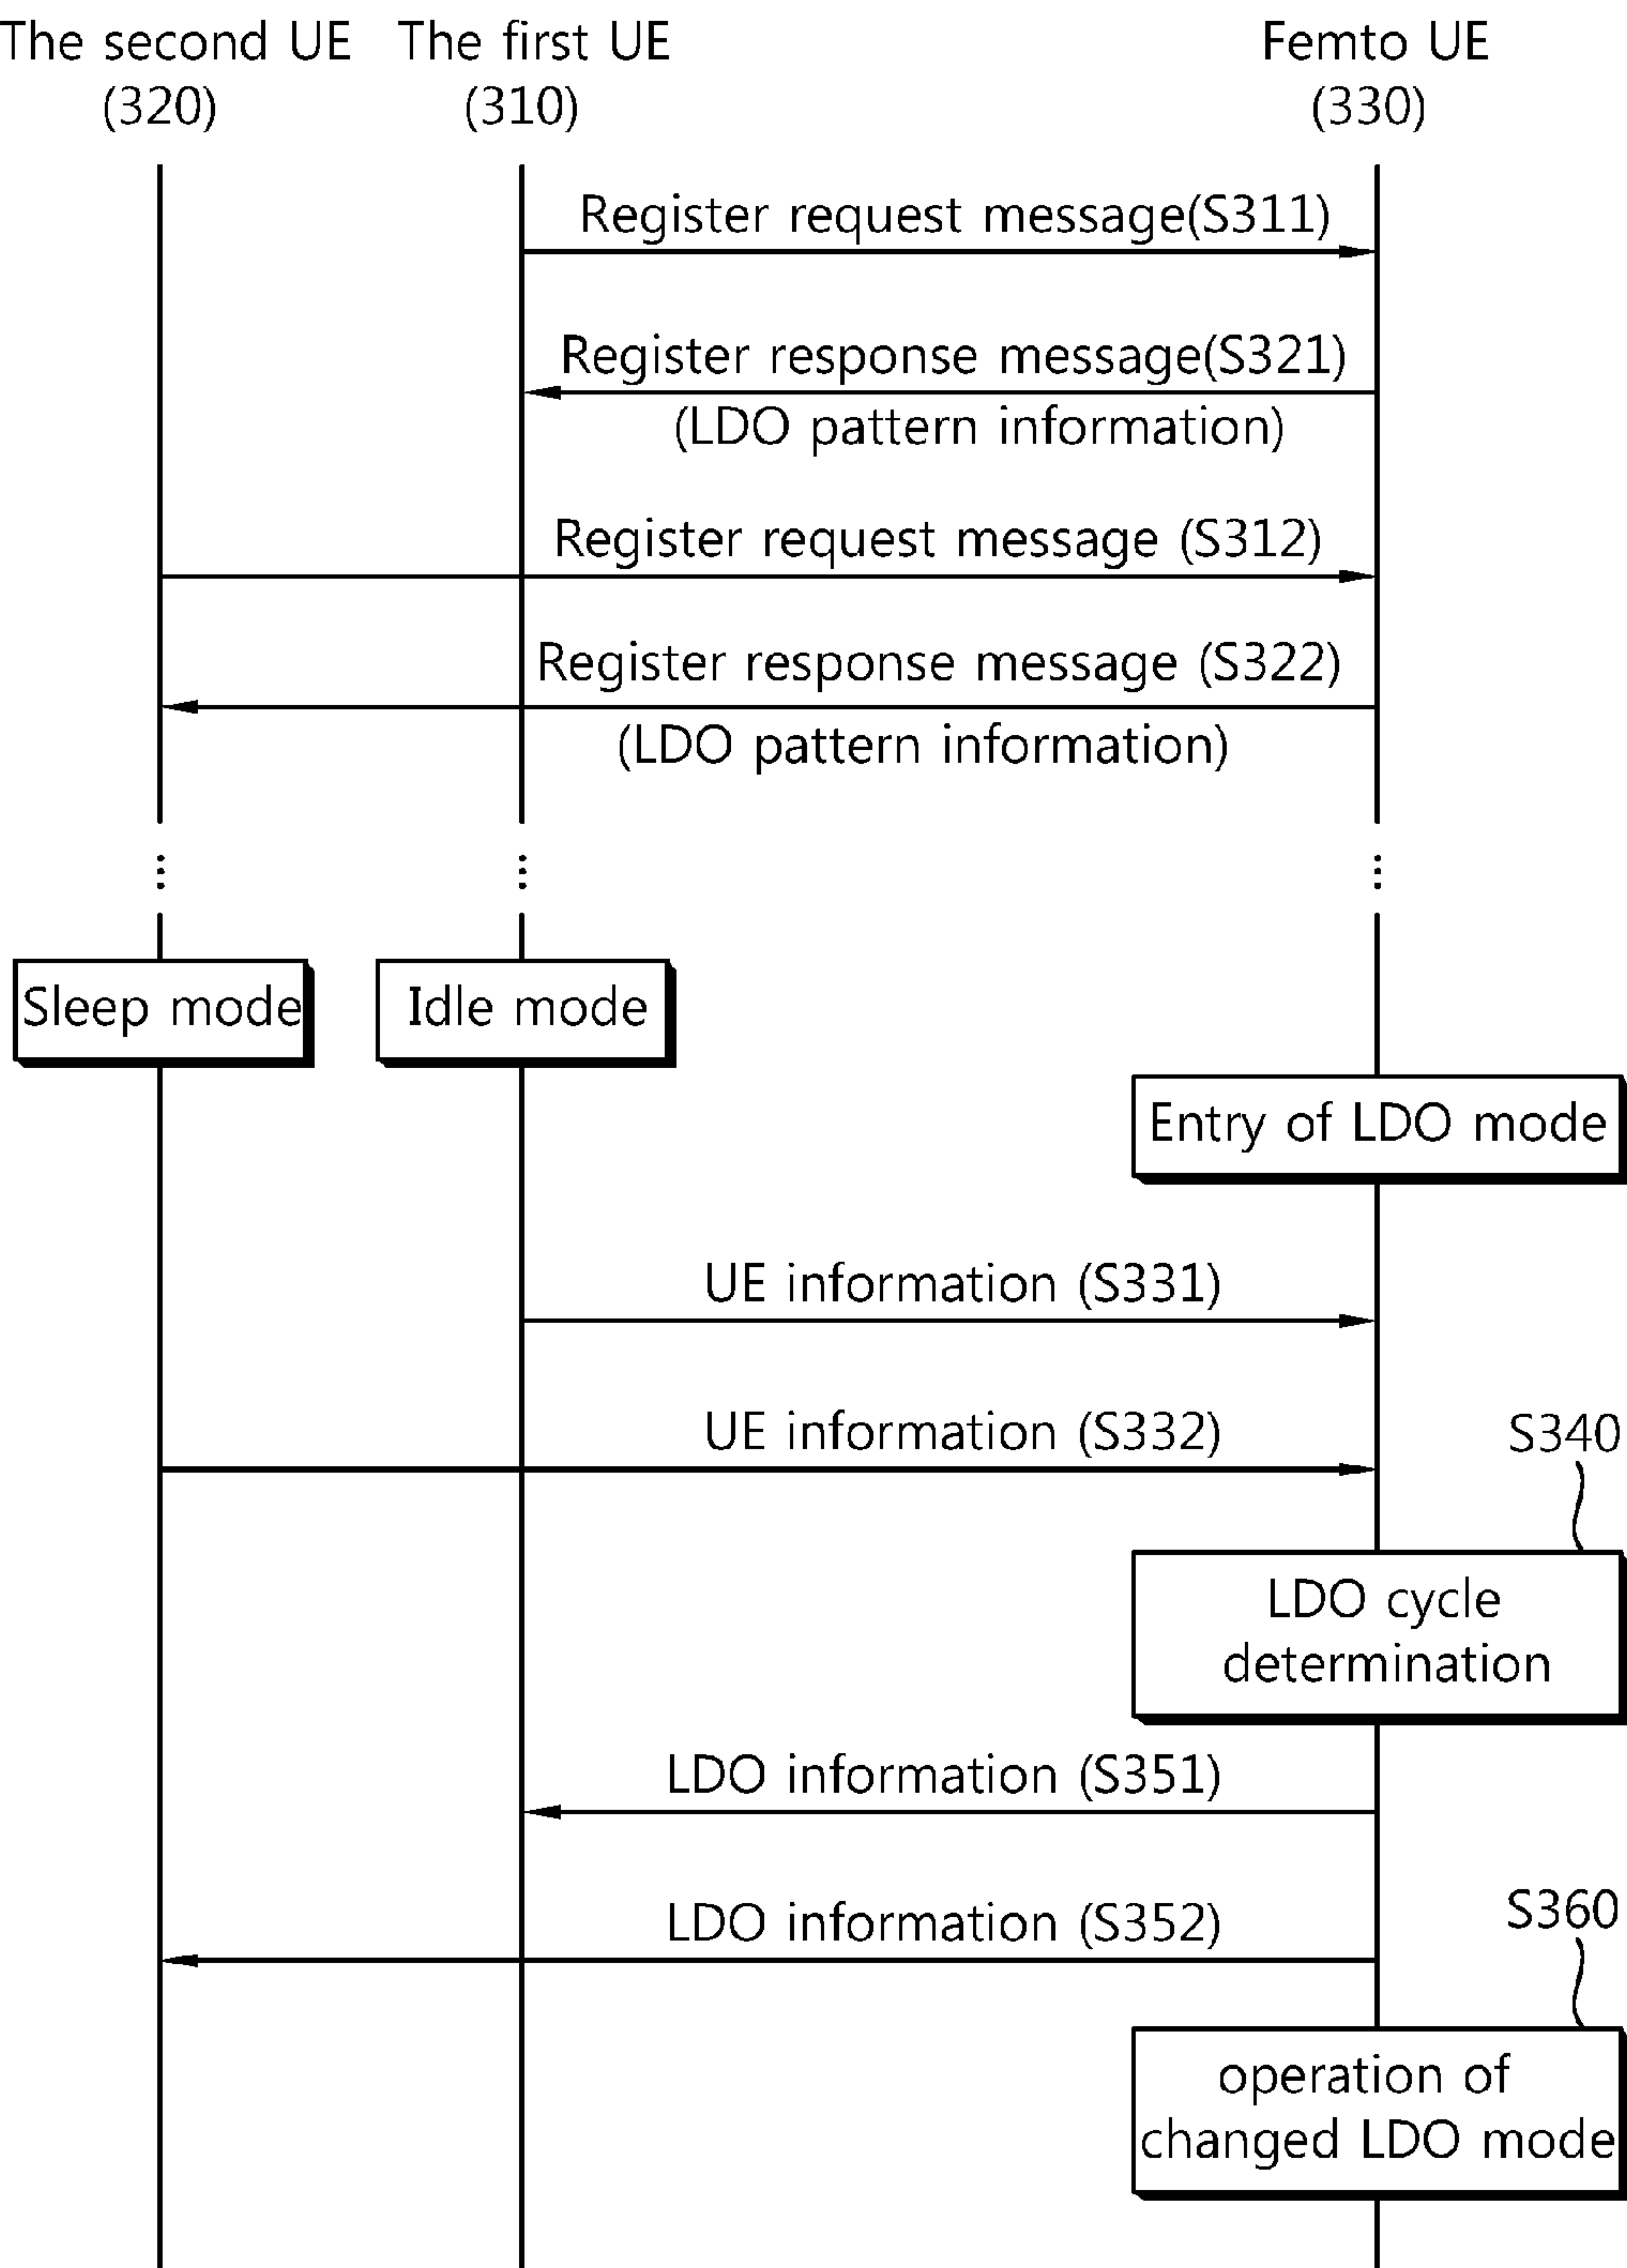 The second UE
(320)
The first UE
(310)
Femto UE
(330)
Register request message(S311)
Register response message(S321)
(LDO pattern information)
Register request message (S312)
Register response message (S322)
(LDO pattern information)
Sleep mode
Idle mode
Entry of LDO mode
UE information (S331)
UE information (S332)
S340
LDO cycle
determination
LDO information (S351)
LDO information (S352)
S360
operation of
changed LDO mode